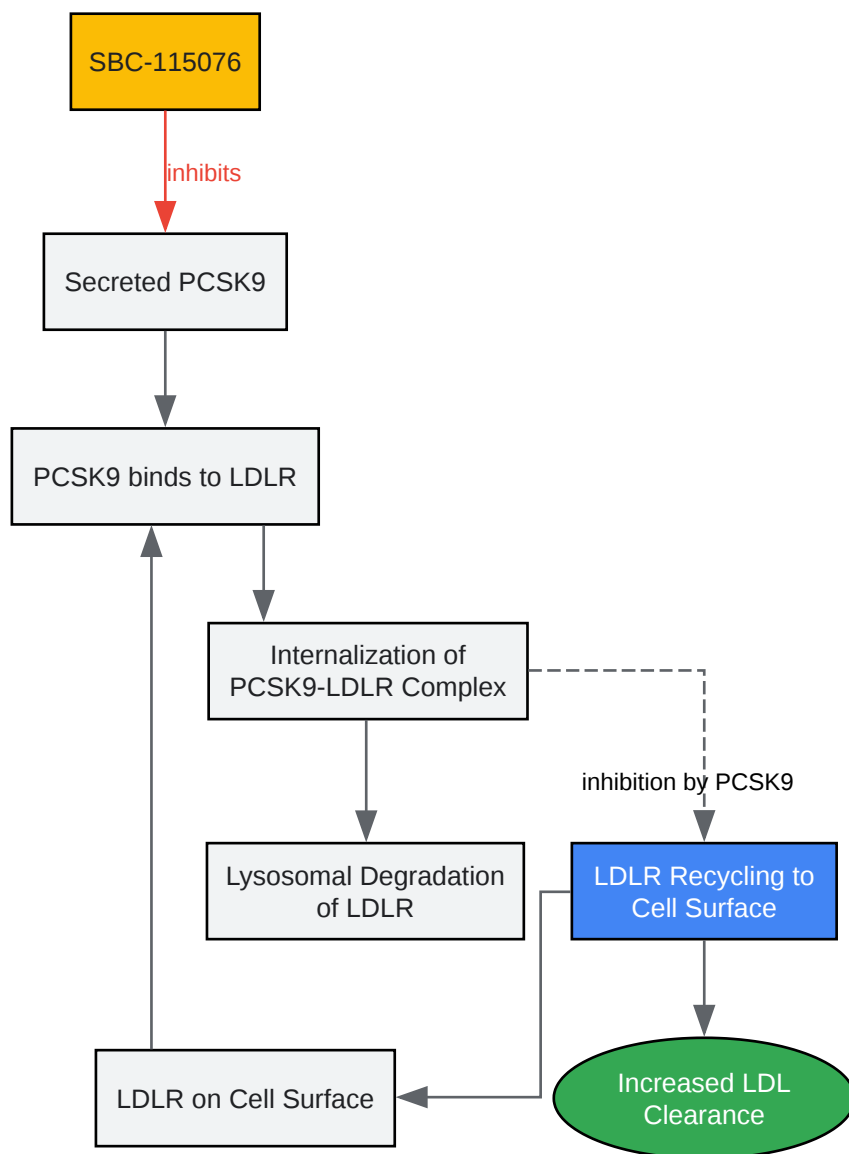 SBC-115076
inhibits
Secreted PCSK9
PCSK9 binds to LDLR
Internalization of
PCSK9-LDLR Complex
inhibition by PCSK9
Lysosomal Degradation
of LDLR
LDLR Recycling to
Cell Surface
LDLR on Cell Surface
Increased LDL
Clearance